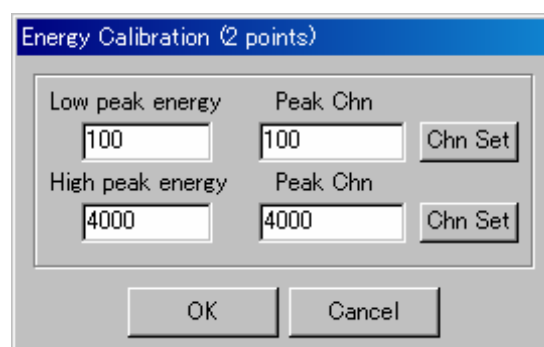 Energy Calibration (2 points)
Low peak energy Peak Chn
100 100 Chn Set
High peak energy Peak Chn
4000 4000 Chn Set
OK Cancel